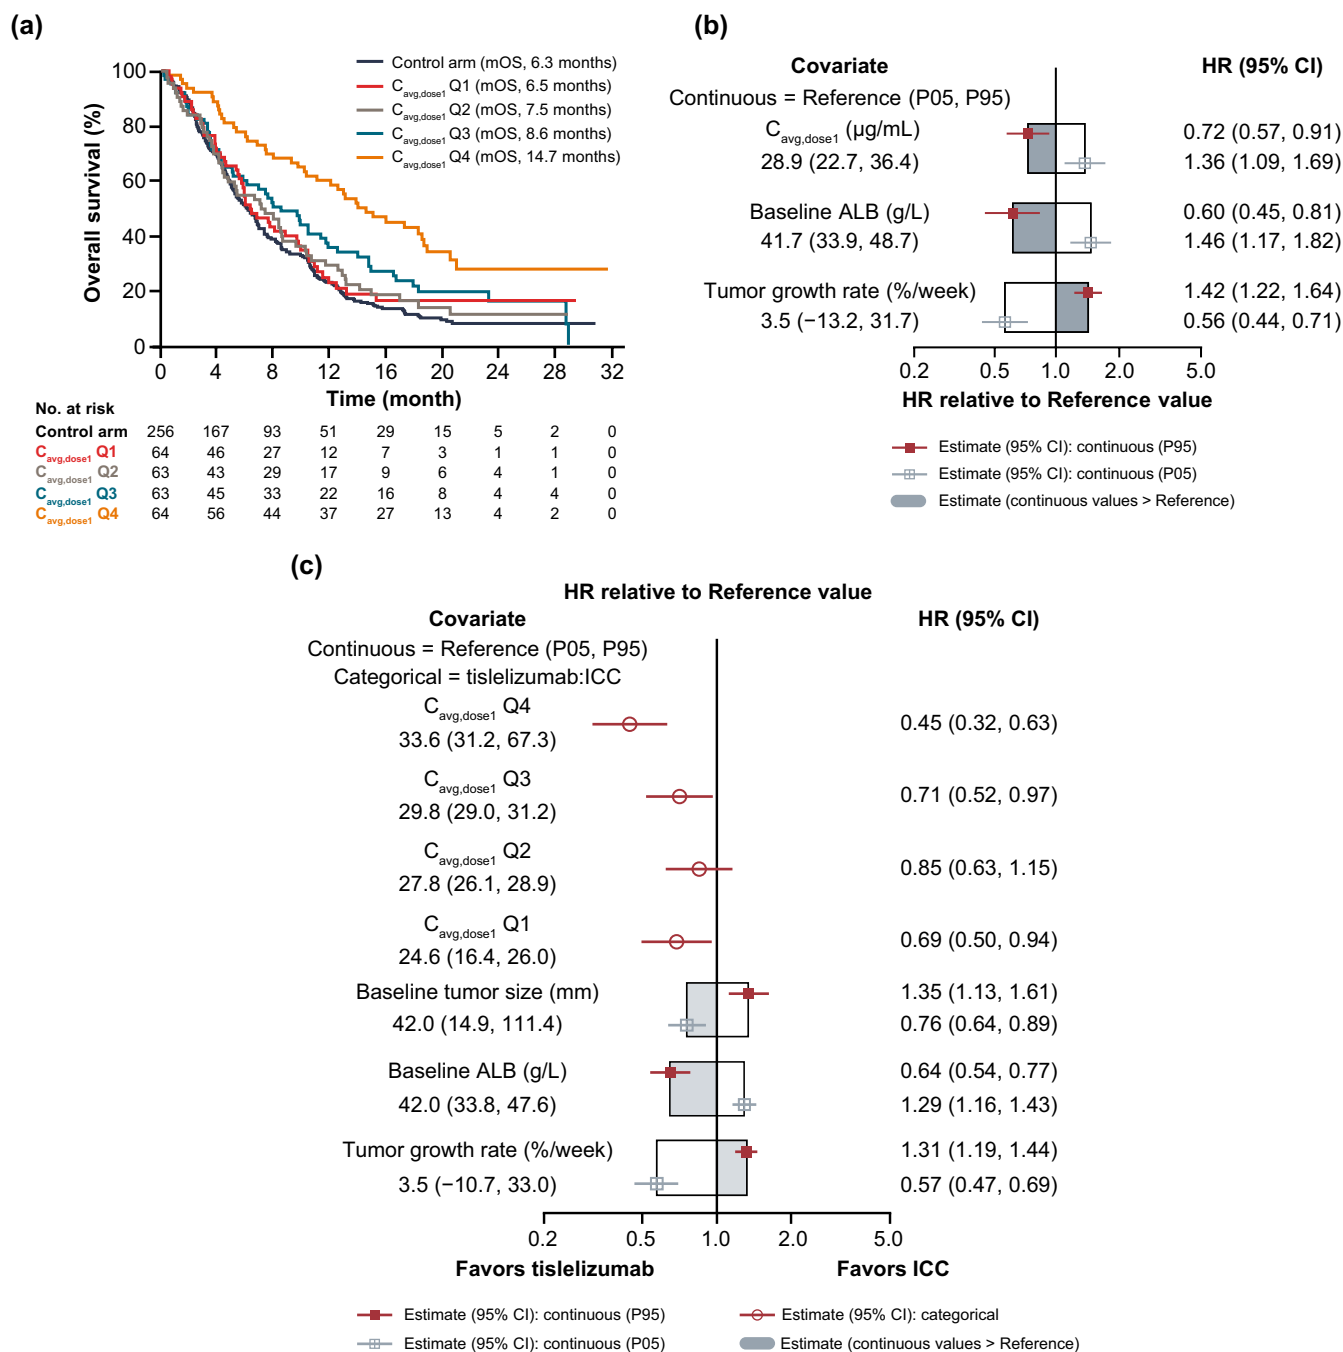 (a)
Control arm (mOS, 6.3 months)
Cavg,dose1 Q1 (mOS, 6.5 months)
Cavg,dose1 Q2 (mOS, 7.5 months)
Cavg,dose1 Q3 (mOS, 8.6 months)
Cavg,dose1 Q4 (mOS, 14.7 months)
Overall survival (%)
100
80
60
40
20
0
0 4 8 12 16 20 24 28 32
Time (month)
No. at risk
Control arm 256 167 93 51 29 15 5 2 0
Cavg,dose1 Q1 64 46 27 12 7 3 1 1 0
Cavg,dose1 Q2 63 43 29 17 9 6 4 1 0
Cavg,dose1 Q3 63 45 33 22 16 8 4 4 0
Cavg,dose1 Q4 64 56 44 37 27 13 4 2 0
(b)
Covariate HR (95% CI)
Continuous = Reference (P05, P95)
Cavg,dose1 (µg/mL) 0.72 (0.57, 0.91)
28.9 (22.7, 36.4) 1.36 (1.09, 1.69)
Baseline ALB (g/L) 0.60 (0.45, 0.81)
41.7 (33.9, 48.7) 1.46 (1.17, 1.82)
Tumor growth rate (%/week) 1.42 (1.22, 1.64)
3.5 (−13.2, 31.7) 0.56 (0.44, 0.71)
0.2 0.5 1.0 2.0 5.0
HR relative to Reference value
Estimate (95% CI): continuous (P95)
Estimate (95% CI): continuous (P05)
Estimate (continuous values > Reference)
(c)
HR relative to Reference value
Covariate HR (95% CI)
Continuous = Reference (P05, P95)
Categorical = tislelizumab:ICC
Cavg,dose1 Q4
33.6 (31.2, 67.3) 0.45 (0.32, 0.63)
Cavg,dose1 Q3
29.8 (29.0, 31.2) 0.71 (0.52, 0.97)
Cavg,dose1 Q2
27.8 (26.1, 28.9) 0.85 (0.63, 1.15)
Cavg,dose1 Q1
24.6 (16.4, 26.0) 0.69 (0.50, 0.94)
Baseline tumor size (mm) 1.35 (1.13, 1.61)
42.0 (14.9, 111.4) 0.76 (0.64, 0.89)
Baseline ALB (g/L) 0.64 (0.54, 0.77)
42.0 (33.8, 47.6) 1.29 (1.16, 1.43)
Tumor growth rate (%/week) 1.31 (1.19, 1.44)
3.5 (−10.7, 33.0) 0.57 (0.47, 0.69)
0.2 0.5 1.0 2.0 5.0
Favors tislelizumab Favors ICC
Estimate (95% CI): continuous (P95) Estimate (95% CI): categorical
Estimate (95% CI): continuous (P05) Estimate (continuous values > Reference)